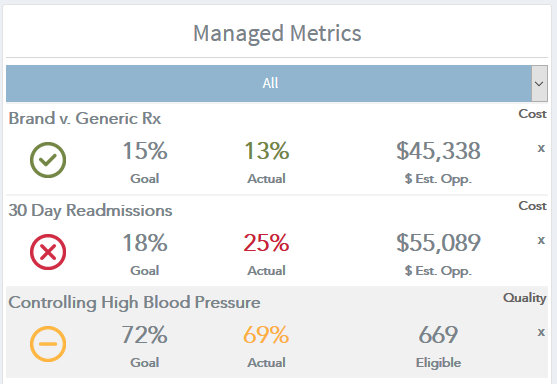 Managed Metrics
All
Brand v. Generic Rx Cost
15% 13% $45,338 x
Goal Actual $ Est. Opp.
30 Day Readmissions Cost
18% 25% $55,089 x
Goal Actual $ Est. Opp.
Controlling High Blood Pressure Quality
72% 69% 669 x
Goal Actual Eligible